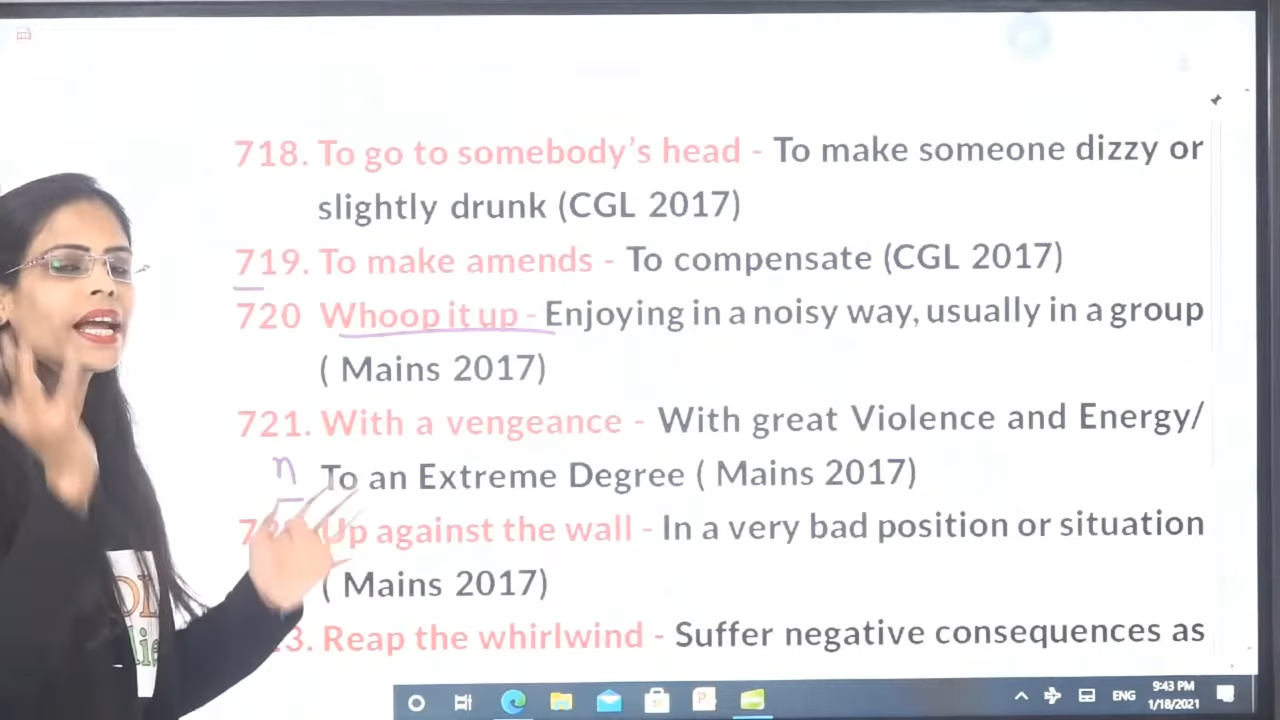 718. To go to somebody's head - To make someone dizzy or
slightly drunk (CGL 2017)
719. To make amends - To compensate (CGL 2017)
720 Whoop it up - Enjoying in a noisy way, usually in a group
( Mains 2017)
721. With a vengeance - With great Violence and Energy/
n To an Extreme Degree ( Mains 2017)
Up against the wall - In a very bad position or situation
( Mains 2017)
3. Reap the whirlwind - Suffer negative consequences as
ENG
9:43 PM
1/18/2021